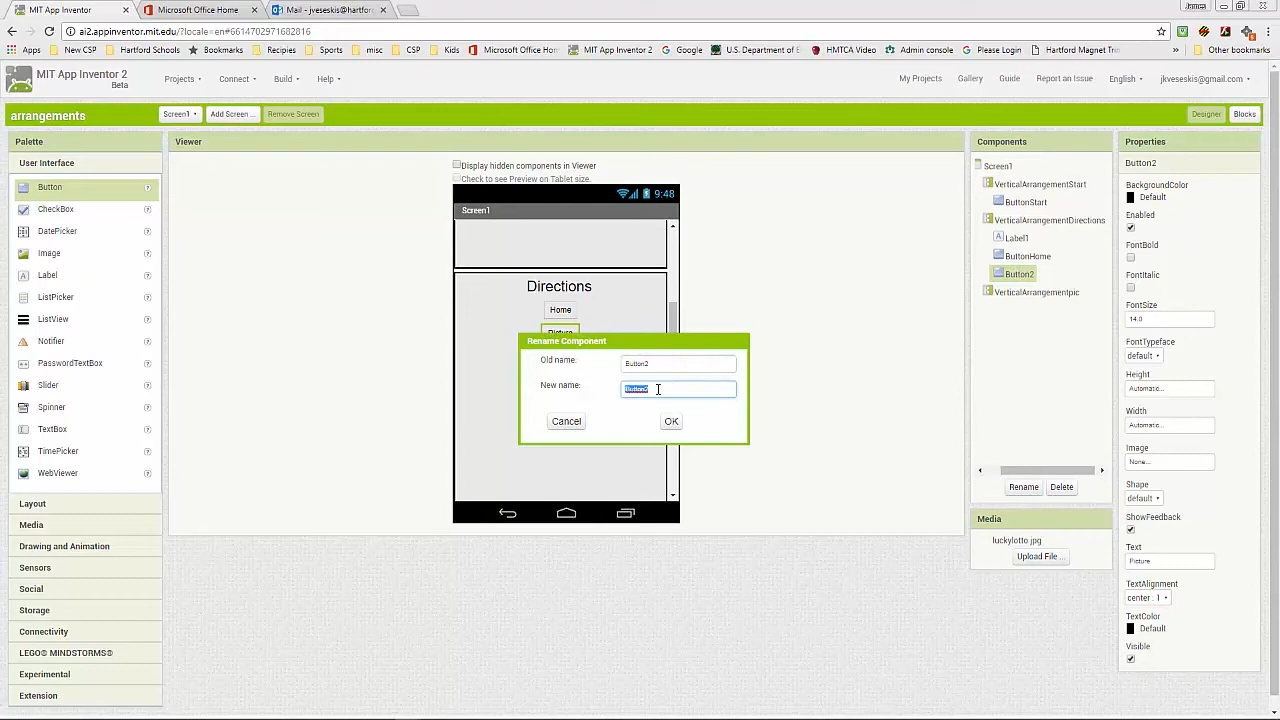 MIT App Inventor 2
Microsoft Office Home
Mail - jveseskis@hartford
ai2.appinventor.mit.edu/?locale=en#6614702971682816
Apps
New CSP
Hartford Schools
Bookmarks
Recipies
Sports
misc
CSP
Kids
Microsoft Office Hom
MIT App Inventor 2
Google
U.S. Department of E
HMTCA Video
Admin console
Please Login
Hartford Magnet Tria
Other bookmarks
MIT App Inventor 2
Beta
Projects
Connect
Build
Help
My Projects
Gallery
Guide
Report an Issue
English
jkveseskis@gmail.com
arrangements
Screen1
Add Screen ...
Remove Screen
Designer
Blocks
Palette
User Interface
Button
CheckBox
DatePicker
Image
Label
ListPicker
ListView
Notifier
PasswordTextBox
Slider
Spinner
TextBox
TimePicker
WebViewer
Layout
Media
Drawing and Animation
Sensors
Social
Storage
Connectivity
LEGO® MINDSTORMS®
Experimental
Extension
Viewer
Display hidden components in Viewer
Check to see Preview on Tablet size.
9:48
Screen1
Directions
Home
Picture
Rename Component
Old name:
Button2
New name:
Button2
Cancel
OK
Components
Screen1
VerticalArrangementStart
ButtonStart
VerticalArrangementDirections
Label1
ButtonHome
Button2
VerticalArrangementpic
Rename
Delete
Media
luckylotto.jpg
Upload File ...
Properties
Button2
BackgroundColor
Default
Enabled
FontBold
FontItalic
FontSize
14.0
FontTypeface
default
Height
Automatic...
Width
Automatic...
Image
None...
Shape
default
ShowFeedback
Text
Picture
TextAlignment
center : 1
TextColor
Default
Visible